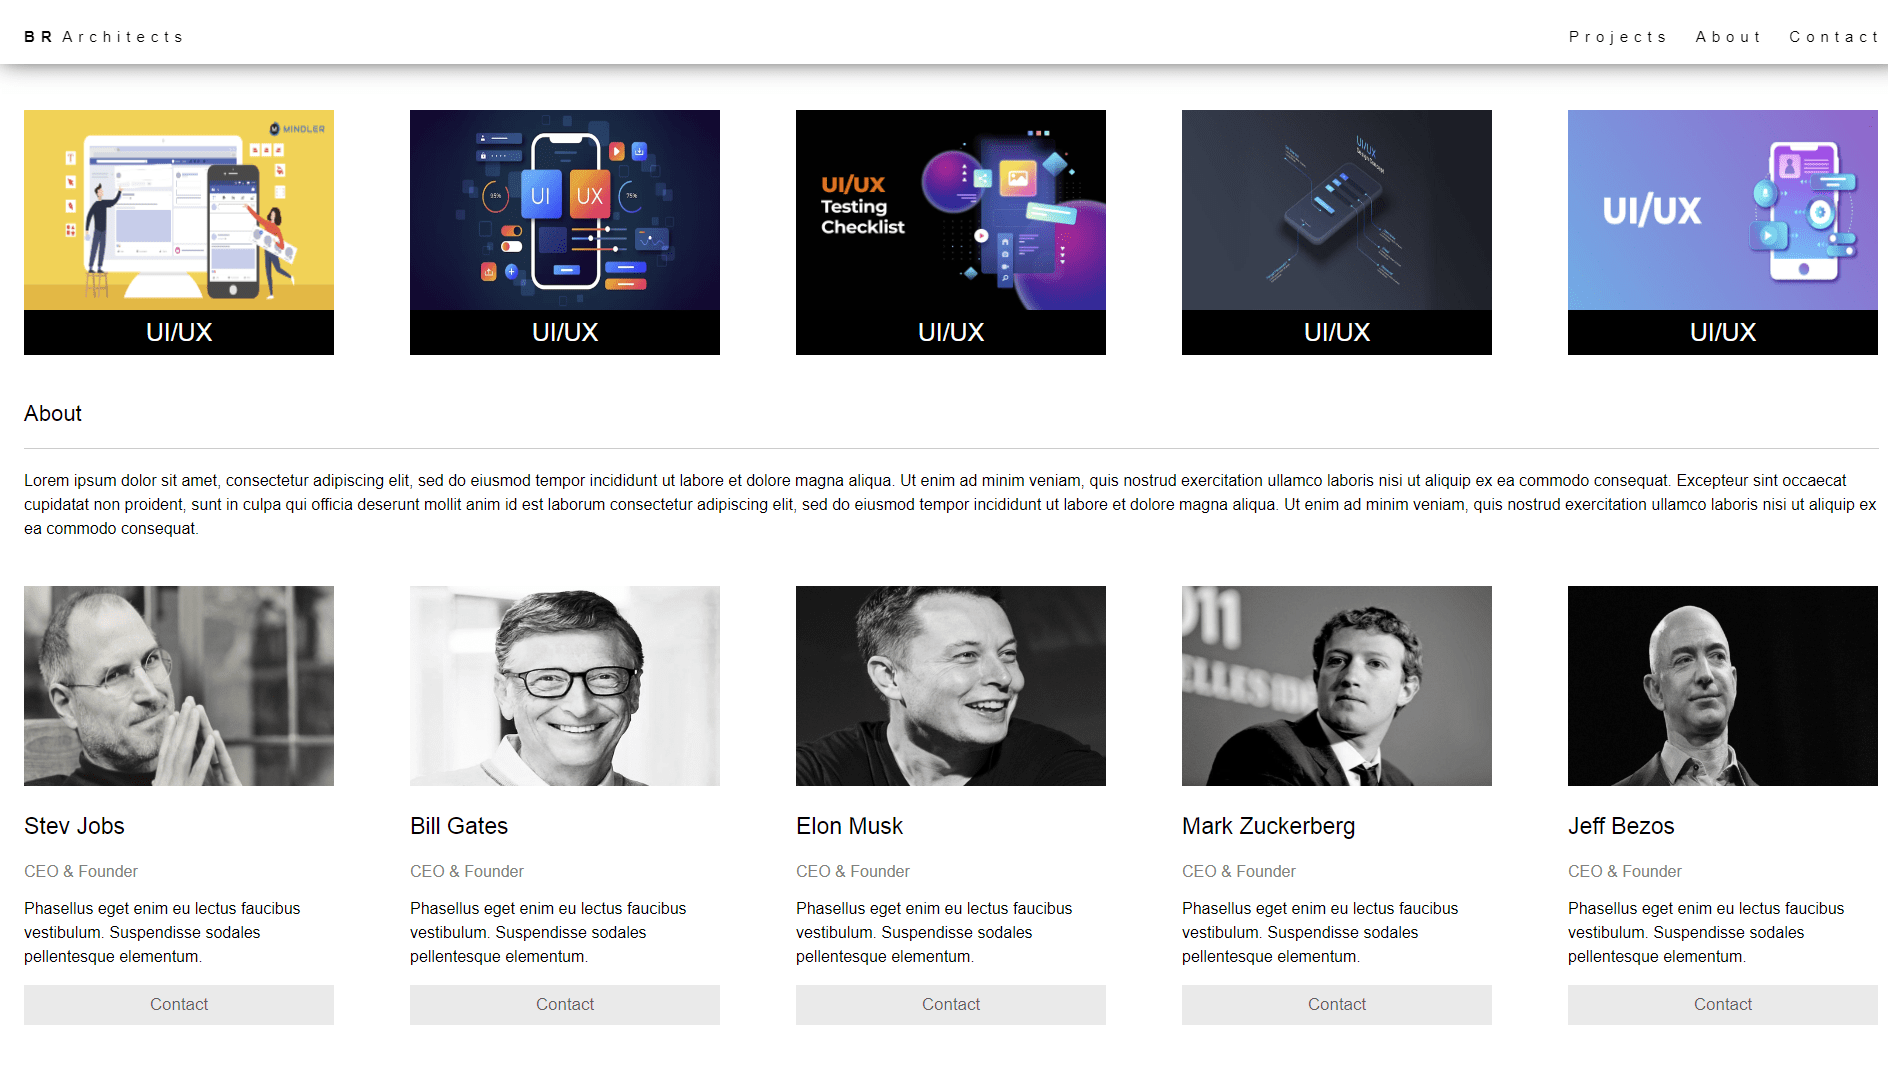 BR Architects
Projects About Contact
MINDLER
UI UX
95% 75%
UI/UX
Testing
Checklist
UI/UX
UI/UX
UI/UX UI/UX UI/UX UI/UX UI/UX
About
Lorem ipsum dolor sit amet, consectetur adipiscing elit, sed do eiusmod tempor incididunt ut labore et dolore magna aliqua. Ut enim ad minim veniam, quis nostrud exercitation ullamco laboris nisi ut aliquip ex ea commodo consequat. Excepteur sint occaecat
cupidatat non proident, sunt in culpa qui officia deserunt mollit anim id est laborum consectetur adipiscing elit, sed do eiusmod tempor incididunt ut labore et dolore magna aliqua. Ut enim ad minim veniam, quis nostrud exercitation ullamco laboris nisi ut aliquip ex
ea commodo consequat.
Stev Jobs
CEO & Founder
Phasellus eget enim eu lectus faucibus
vestibulum. Suspendisse sodales
pellentesque elementum.
Contact
Bill Gates
CEO & Founder
Phasellus eget enim eu lectus faucibus
vestibulum. Suspendisse sodales
pellentesque elementum.
Contact
Elon Musk
CEO & Founder
Phasellus eget enim eu lectus faucibus
vestibulum. Suspendisse sodales
pellentesque elementum.
Contact
Mark Zuckerberg
CEO & Founder
Phasellus eget enim eu lectus faucibus
vestibulum. Suspendisse sodales
pellentesque elementum.
Contact
Jeff Bezos
CEO & Founder
Phasellus eget enim eu lectus faucibus
vestibulum. Suspendisse sodales
pellentesque elementum.
Contact